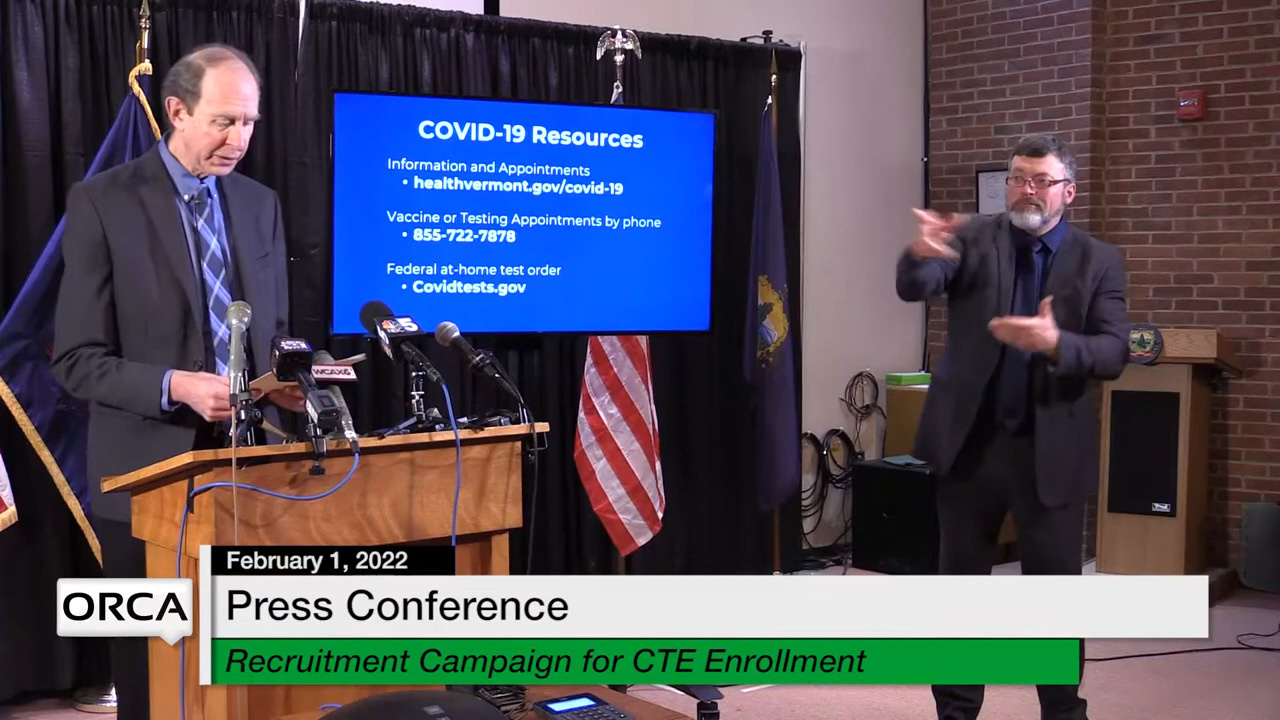 COVID-19 Resources
Information and Appointments
• healthvermont.gov/covid-19
Vaccine or Testing Appointments by phone
• 855-722-7878
Federal at-home test order
• Covidtests.gov
5
WCAX
February 1, 2022
ORCA
Press Conference
Recruitment Campaign for CTE Enrollment